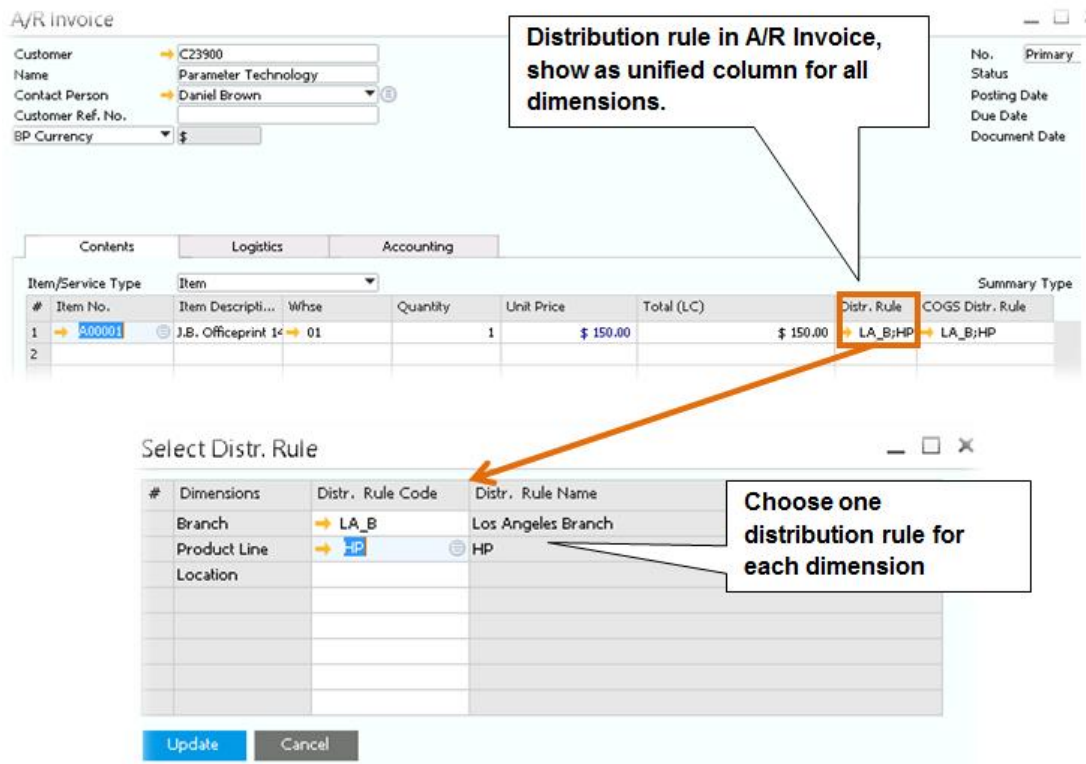 A/R Invoice
Distribution rule in A/R Invoice,
show as unified column for all
dimensions.
Customer C23900
Name Parameter Technology
Contact Person Daniel Brown
Customer Ref. No.
BP Currency $
No. Primary
Status
Posting Date
Due Date
Document Date
Contents Logistics Accounting
Item/Service Type Item Summary Type
# Item No. Item Descripti... Whse Quantity Unit Price Total (LC) Distr. Rule COGS Distr. Rule
1 A00001 J.B. Officeprint 14 01 1 $ 150.00 $ 150.00 LA_B;HP LA_B;HP
2
Select Distr. Rule
# Dimensions Distr. Rule Code Distr. Rule Name
Branch LA_B Los Angeles Branch
Product Line HP HP
Location
Choose one
distribution rule for
each dimension
Update Cancel